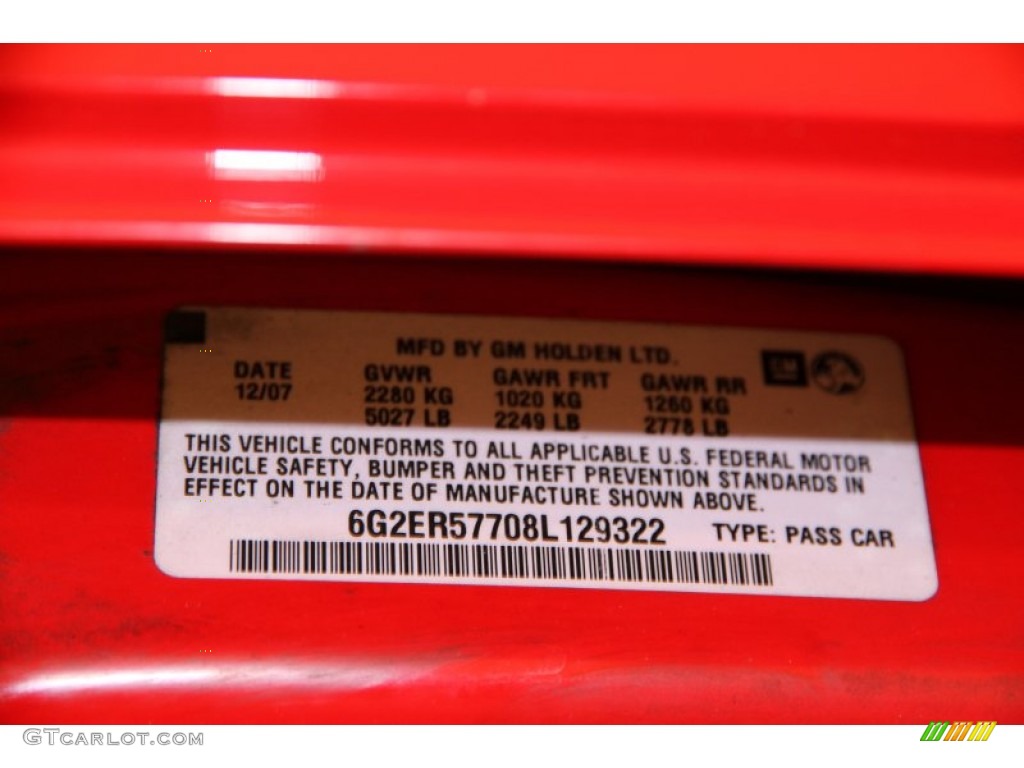 MFD BY GM HOLDEN LTD.
DATE GVWR GAWR FRT GAWR RR GM
12/07 2280 KG 1020 KG 1260 KG
5027 LB 2249 LB 2778 LB
THIS VEHICLE CONFORMS TO ALL APPLICABLE U.S. FEDERAL MOTOR
VEHICLE SAFETY, BUMPER AND THEFT PREVENTION STANDARDS IN
EFFECT ON THE DATE OF MANUFACTURE SHOWN ABOVE.
6G2ER57708L129322 TYPE: PASS CAR
GTCARLOT.COM